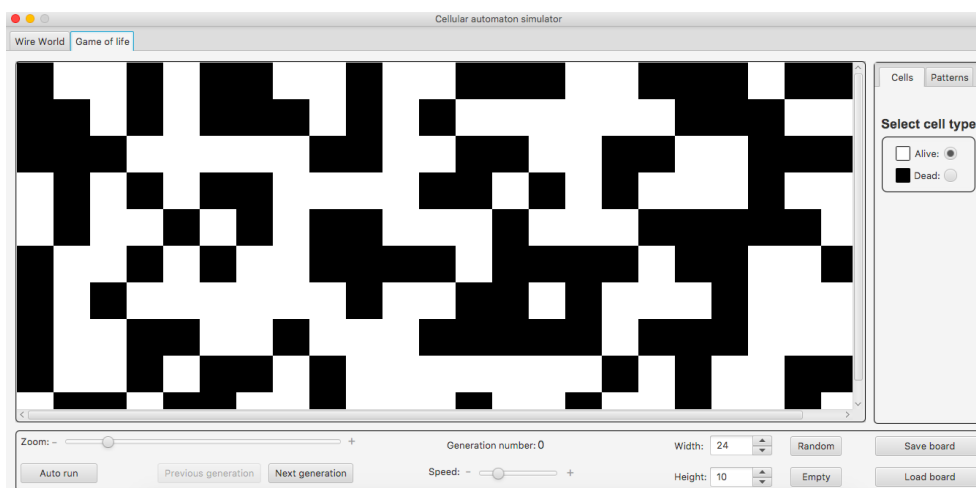 Cellular automaton simulator
Wire World Game of life
Cells Patterns
Select cell type
Alive:
Dead:
Zoom: - +
Generation number: 0
Width: 24
Random
Save board
Auto run
Previous generation
Next generation
Speed: - +
Height: 10
Empty
Load board